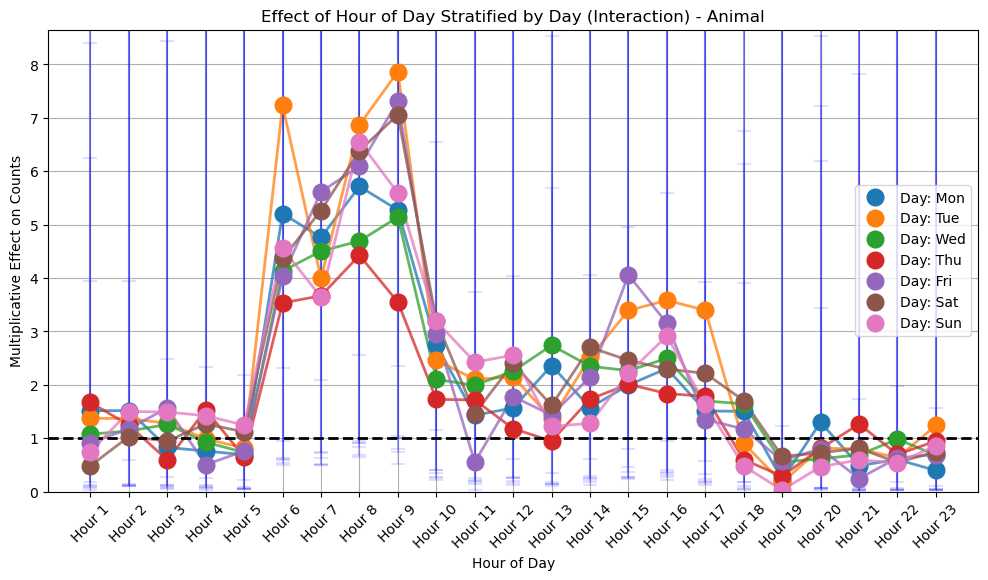 Effect of Hour of Day Stratified by Day (Interaction) - Animal
Multiplicative Effect on Counts
8
7
6
5
4
3
2
1
0
Day: Mon
Day: Tue
Day: Wed
Day: Thu
Day: Fri
Day: Sat
Day: Sun
Hour 1
Hour 2
Hour 3
Hour 4
Hour 5
Hour 6
Hour 7
Hour 8
Hour 9
Hour 10
Hour 11
Hour 12
Hour 13
Hour 14
Hour 15
Hour 16
Hour 17
Hour 18
Hour 19
Hour 20
Hour 21
Hour 22
Hour 23
Hour of Day